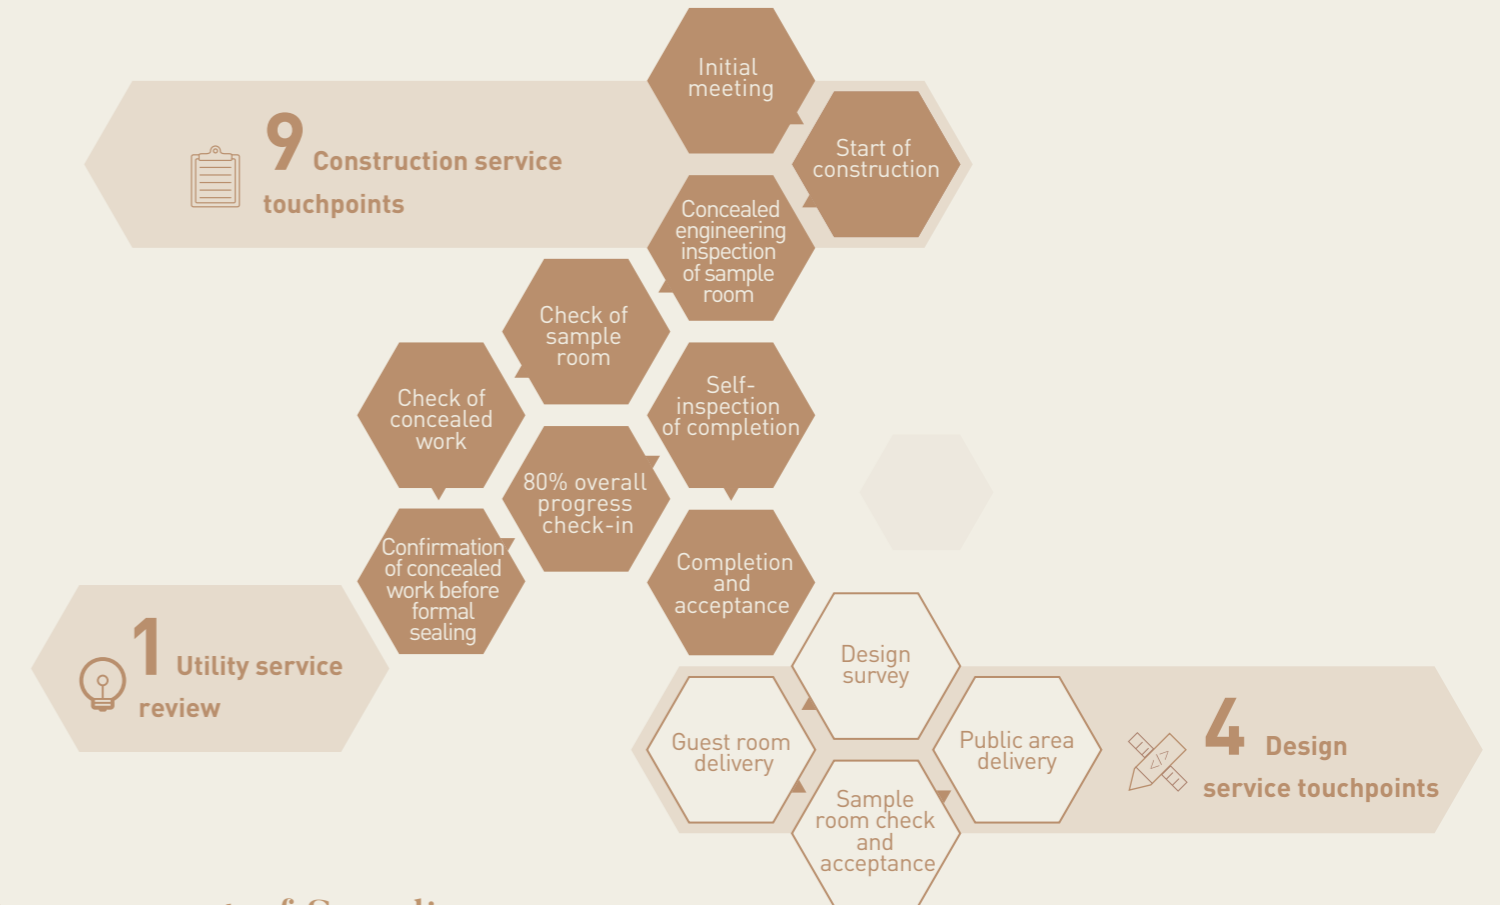 Initial
meeting
9 Construction service
touchpoints
Start of
construction
Concealed
engineering
inspection
of sample
room
Check of
sample
room
Check of
concealed
work
Self-
inspection
of completion
80% overall
progress
check-in
Confirmation
of concealed
work before
formal
sealing
Completion
and
acceptance
1 Utility service
review
Design
survey
Guest room
delivery
Public area
delivery
4 Design
service touchpoints
Sample
room check
and
acceptance